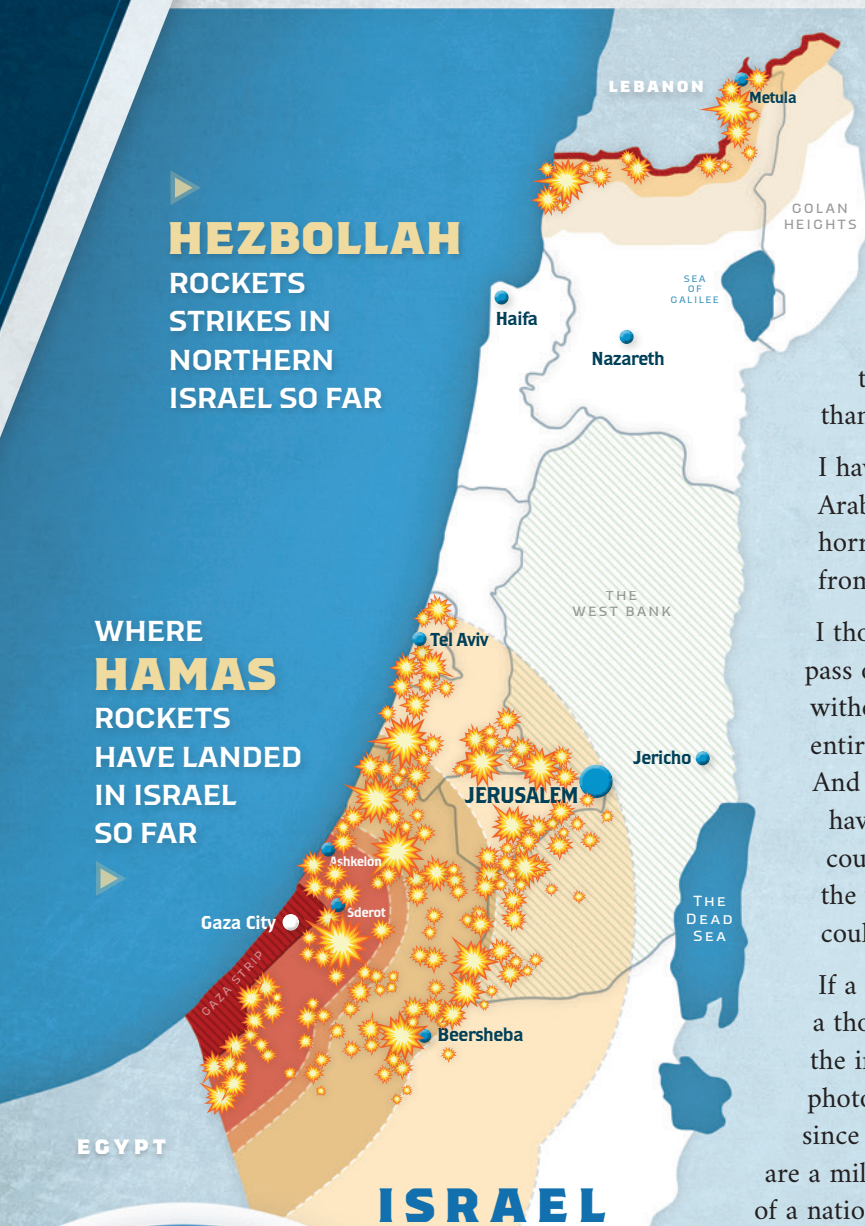 LEBANON
Metula
GOLAN
HEIGHTS
HEZBOLLAH
ROCKETS
STRIKES IN
NORTHERN
ISRAEL SO FAR
SEA
OF
GALILEE
Haifa
Nazareth
THE
WEST BANK
WHERE
HAMAS
ROCKETS
HAVE LANDED
IN ISRAEL
SO FAR
Tel Aviv
Jericho
JERUSALEM
Ashkelon
Sderot
Gaza City
GAZA STRIP
THE
DEAD
SEA
Beersheba
EGYPT
ISRAEL
t
than
I hav
Arab
horr
from
I tho
pass o
witho
entir
And
hav
cou
the
coul
If a
a tho
the i
photo
since
are a mil
of a natio